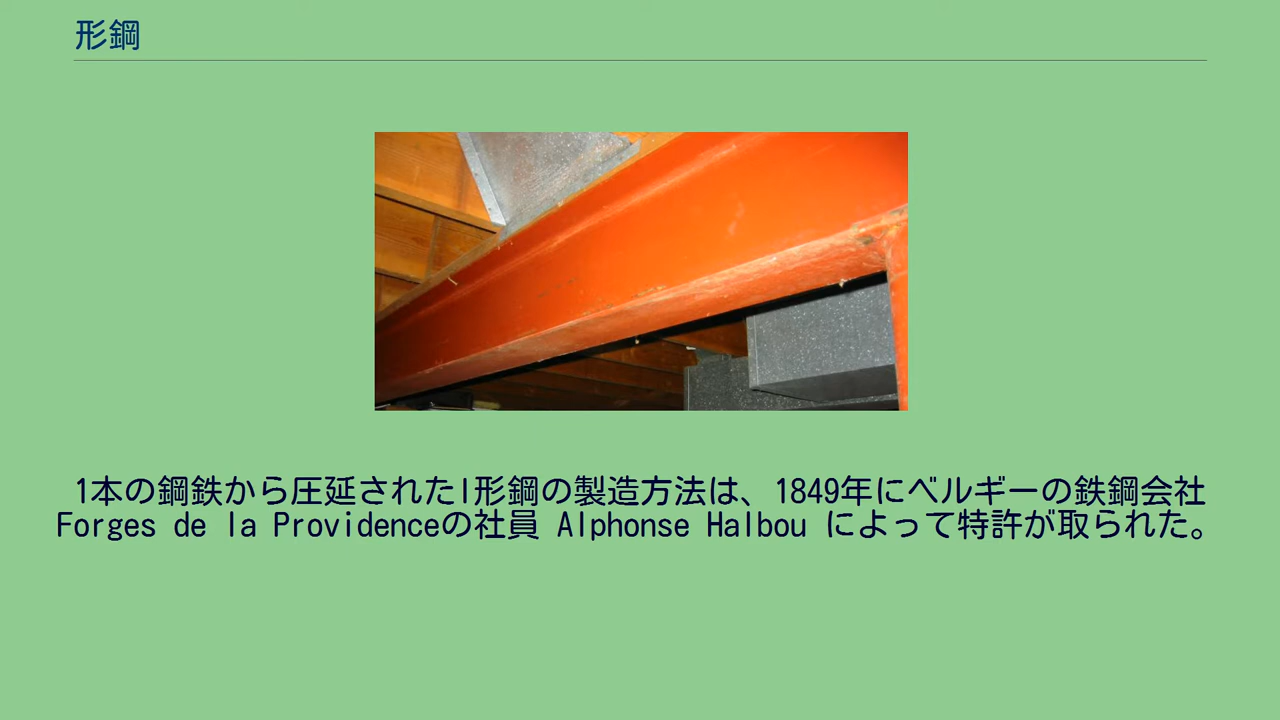 形鋼
1本の鋼鉄から圧延されたI形鋼の製造方法は、1849年にベルギーの鉄鋼会社
Forges de la Providenceの社員 Alphonse Halbou によって特許が取られた。